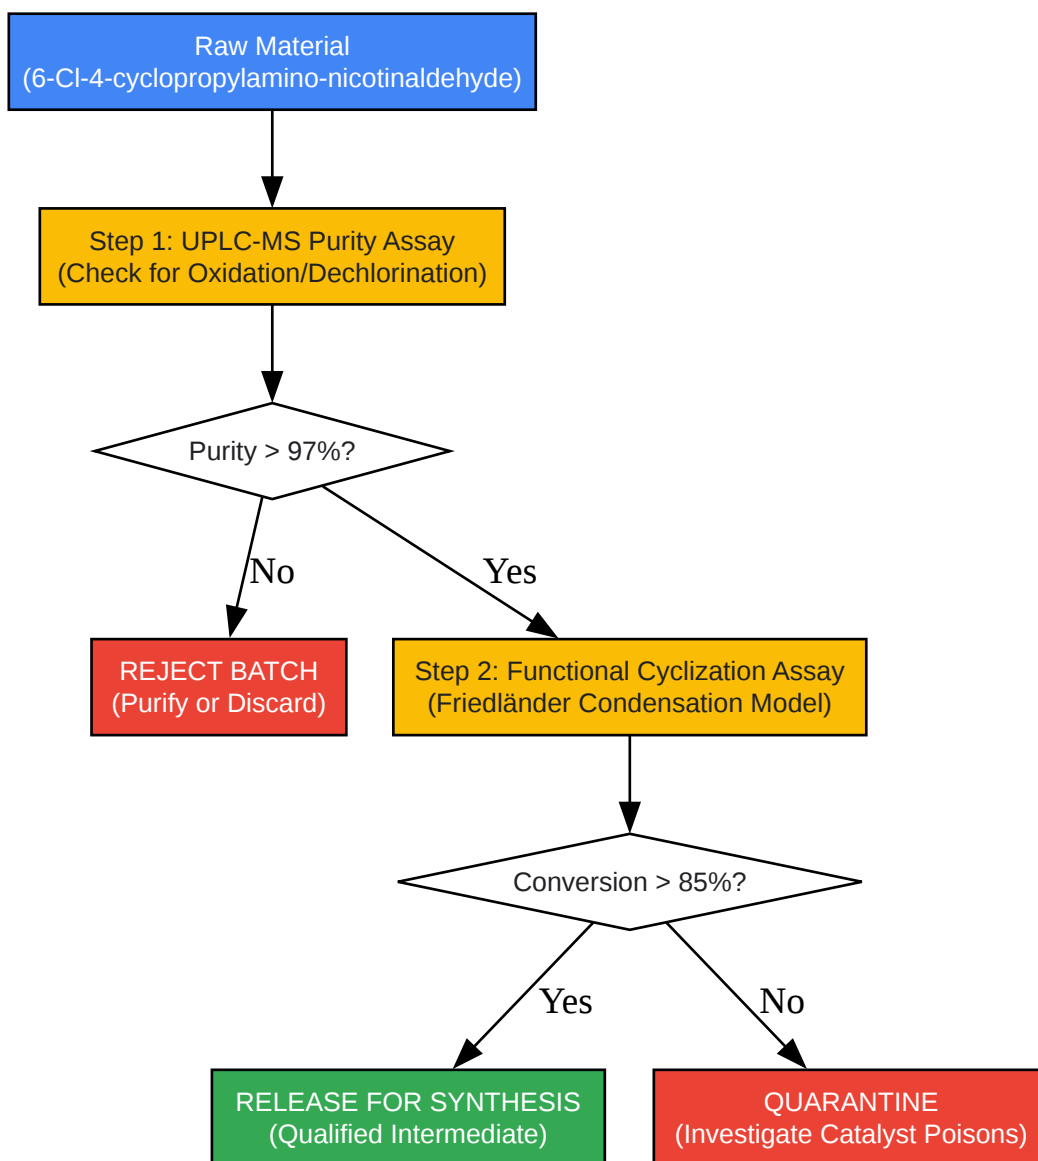 Raw Material
(6-Cl-4-cyclopropylamino-nicotinaldehyde)
Step 1: UPLC-MS Purity Assay
(Check for Oxidation/Dechlorination)
Purity > 97%?
No
Yes
REJECT BATCH
(Purify or Discard)
Step 2: Functional Cyclization Assay
(Friedländer Condensation Model)
Conversion > 85%?
Yes
No
RELEASE FOR SYNTHESIS
(Qualified Intermediate)
QUARANTINE
(Investigate Catalyst Poisons)